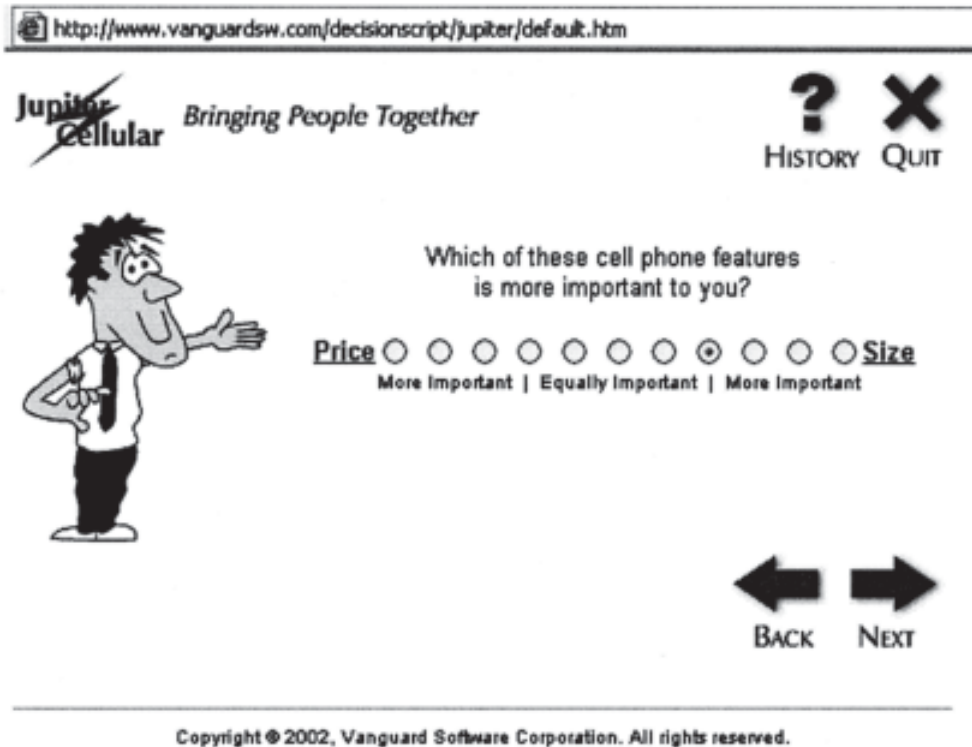 http://www.vanguardsw.com/decisionscript/jupiter/default.htm
Jupiter
Cellular
Bringing People Together
HISTORY QUIT
Which of these cell phone features
is more important to you?
Price Size
More Important | Equally Important | More Important
BACK NEXT
Copyright © 2002, Vanguard Software Corporation. All rights reserved.